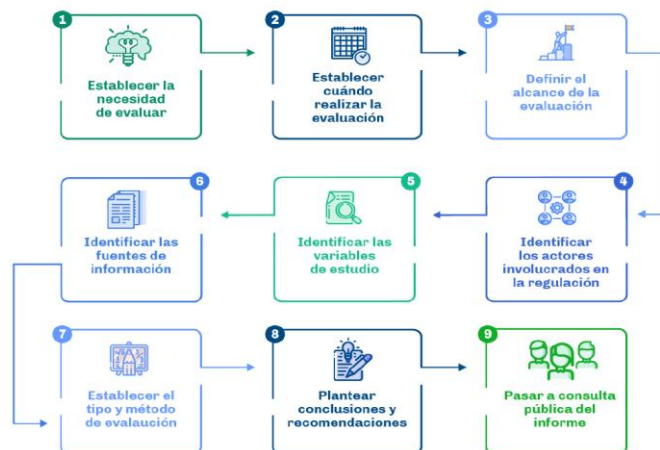 1
Establecer la
necesidad
de evaluar
2
Establecer
cuándo
realizar la
evaluación
3
Definir el
alcance de la
evaluación
4
Identificar
los actores
involucrados en
la regulación
5
Identificar las
variables
de estudio
6
Identificar las
fuentes de
información
7
Establecer el
tipo y método
de evalaución
8
Plantear
conclusiones y
recomendaciones
9
Pasar a consulta
pública del
informe